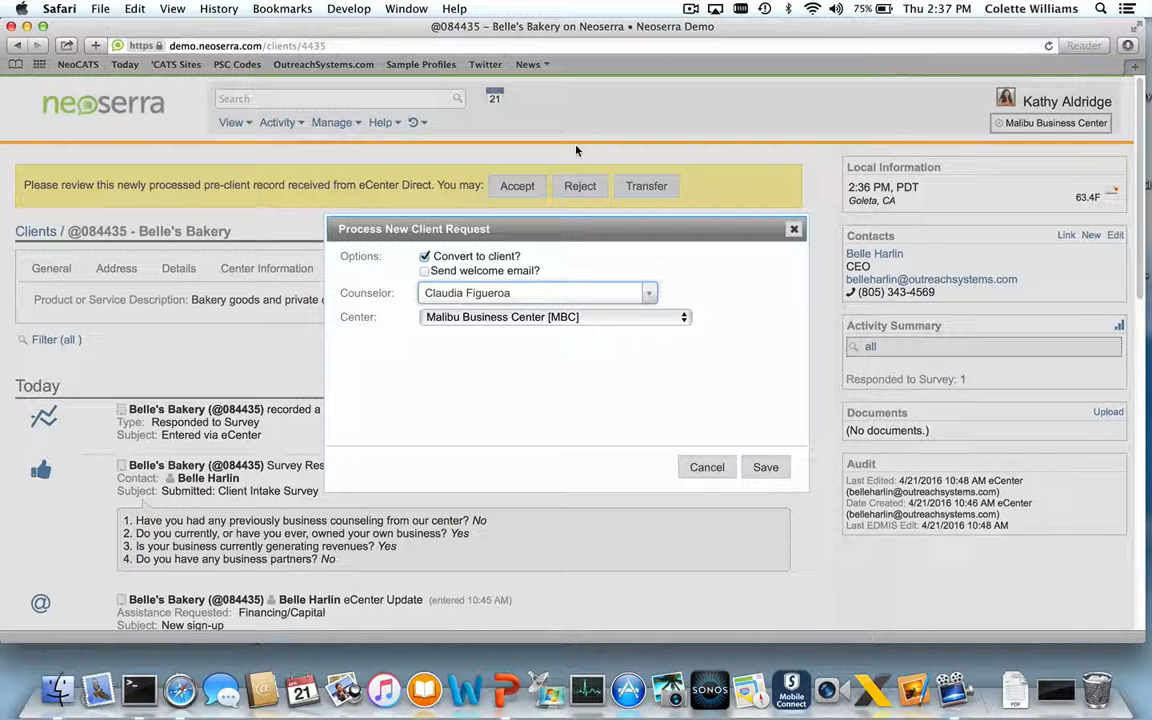 Safari File Edit View History Bookmarks Develop Window Help 75% Thu 2:37 PM Colette Williams
@084435 – Belle's Bakery on Neoserra • Neoserra Demo
https demo.neoserra.com/clients/4435 Reader
NeoCATS Today 'CATS Sites PSC Codes OutreachSystems.com Sample Profiles Twitter News
neoserra Search 21 Kathy Aldridge
View Activity Manage Help Malibu Business Center
Please review this newly processed pre-client record received from eCenter Direct. You may: Accept Reject Transfer
Clients / @084435 - Belle's Bakery
General Address Details Center Information
Product or Service Description: Bakery goods and private
Filter (all )
Process New Client Request
Options: Convert to client?
Send welcome email?
Counselor: Claudia Figueroa
Center: Malibu Business Center [MBC]
Cancel Save
Today
Belle's Bakery (@084435) recorded a
Type: Responded to Survey
Subject: Entered via eCenter
Belle's Bakery (@084435) Survey Res
Contact: Belle Harlin
Subject: Submitted: Client Intake Survey
1. Have you had any previously business counseling from our center? No
2. Do you currently, or have you ever, owned your own business? Yes
3. Is your business currently generating revenues? Yes
4. Do you have any business partners? No
@ Belle's Bakery (@084435) Belle Harlin eCenter Update (entered 10:45 AM)
Assistance Requested: Financing/Capital
Subject: New sign-up
Local Information
2:36 PM, PDT
Goleta, CA 63.4F
Contacts Link New Edit
Belle Harlin
CEO
belleharlin@outreachsystems.com
(805) 343-4569
Activity Summary
all
Responded to Survey: 1
Documents Upload
(No documents.)
Audit
Last Edited: 4/21/2016 10:48 AM eCenter
(belleharlin@outreachsystems.com)
Date Created: 4/21/2016 10:46 AM eCenter
(belleharlin@outreachsystems.com)
Last EDMIS Edit: 4/21/2016 10:48 AM
21 SONOS Mobile Connect PDF